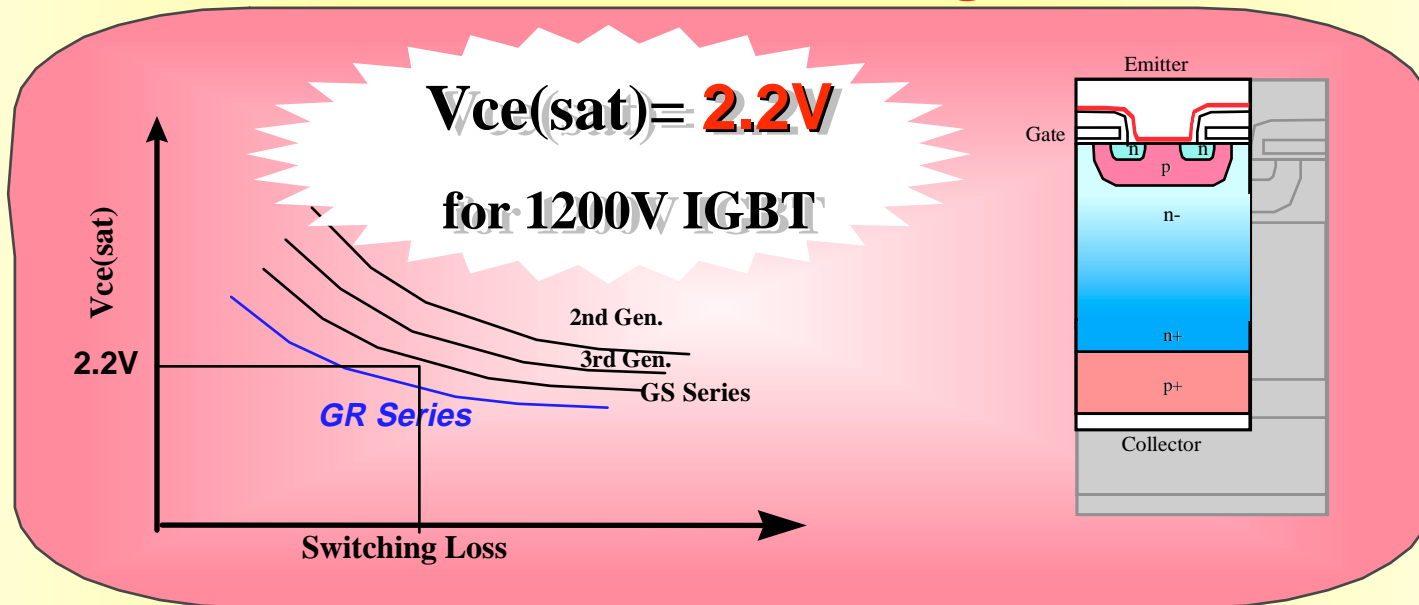 Vce(sat)= 2.2V
for 1200V IGBT
Vce(sat)
2.2V
2nd Gen.
3rd Gen.
GS Series
GR Series
Switching Loss
Emitter
Gate
n
n
p
n-
n+
p+
Collector